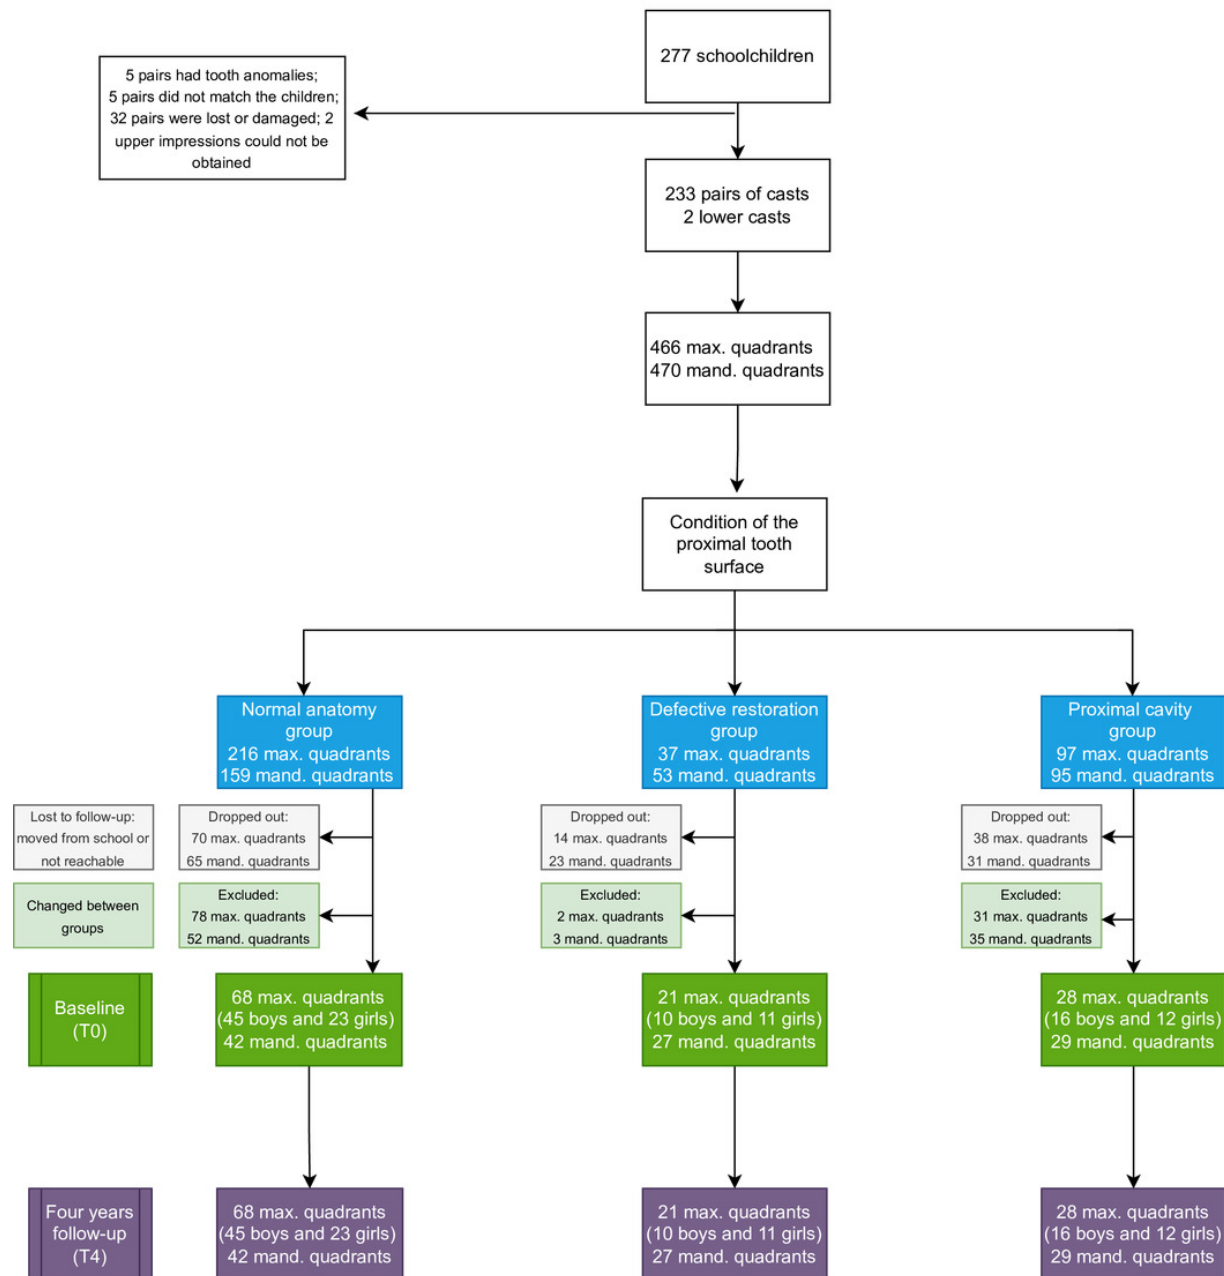 277 schoolchildren
5 pairs had tooth anomalies;
5 pairs did not match the children;
32 pairs were lost or damaged; 2
upper impressions could not be
obtained
233 pairs of casts
2 lower casts
466 max. quadrants
470 mand. quadrants
Condition of the
proximal tooth
surface
Normal anatomy
group
216 max. quadrants
159 mand. quadrants
Defective restoration
group
37 max. quadrants
53 mand. quadrants
Proximal cavity
group
97 max. quadrants
95 mand. quadrants
Lost to follow-up:
moved from school or
not reachable
Dropped out:
70 max. quadrants
65 mand. quadrants
Dropped out:
14 max. quadrants
23 mand. quadrants
Dropped out:
38 max. quadrants
31 mand. quadrants
Changed between
groups
Excluded:
78 max. quadrants
52 mand. quadrants
Excluded:
2 max. quadrants
3 mand. quadrants
Excluded:
31 max. quadrants
35 mand. quadrants
Baseline
(T0)
68 max. quadrants
(45 boys and 23 girls)
42 mand. quadrants
21 max. quadrants
(10 boys and 11 girls)
27 mand. quadrants
28 max. quadrants
(16 boys and 12 girls)
29 mand. quadrants
Four years
follow-up
(T4)
68 max. quadrants
(45 boys and 23 girls)
42 mand. quadrants
21 max. quadrants
(10 boys and 11 girls)
27 mand. quadrants
28 max. quadrants
(16 boys and 12 girls)
29 mand. quadrants